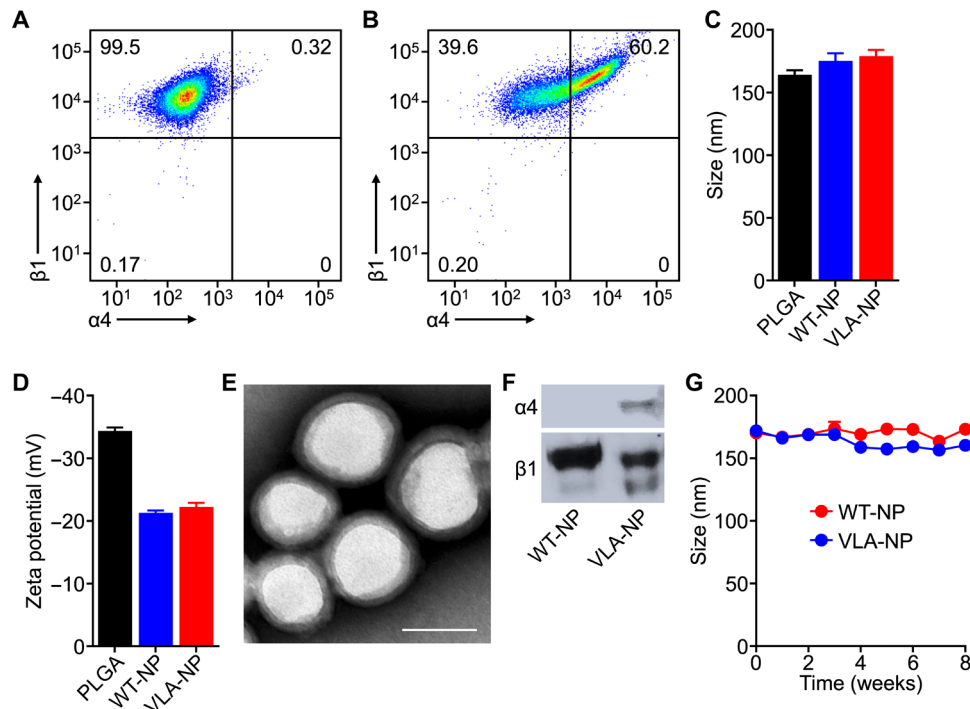 A
99.5
0.32
10⁵
10⁴
10³
10²
10¹
β1
0.17
0
10¹ 10² 10³ 10⁴ 10⁵
α4
B
39.6
60.2
10⁵
10⁴
10³
10²
10¹
β1
0.20
0
10¹ 10² 10³ 10⁴ 10⁵
α4
C
200
150
100
50
0
Size (nm)
PLGA
WT-NP
VLA-NP
D
−40
−30
−20
−10
0
Zeta potential (mV)
PLGA
WT-NP
VLA-NP
E
F
α4
β1
WT-NP
VLA-NP
G
200
150
100
50
0
Size (nm)
WT-NP
VLA-NP
0 2 4 6 8
Time (weeks)